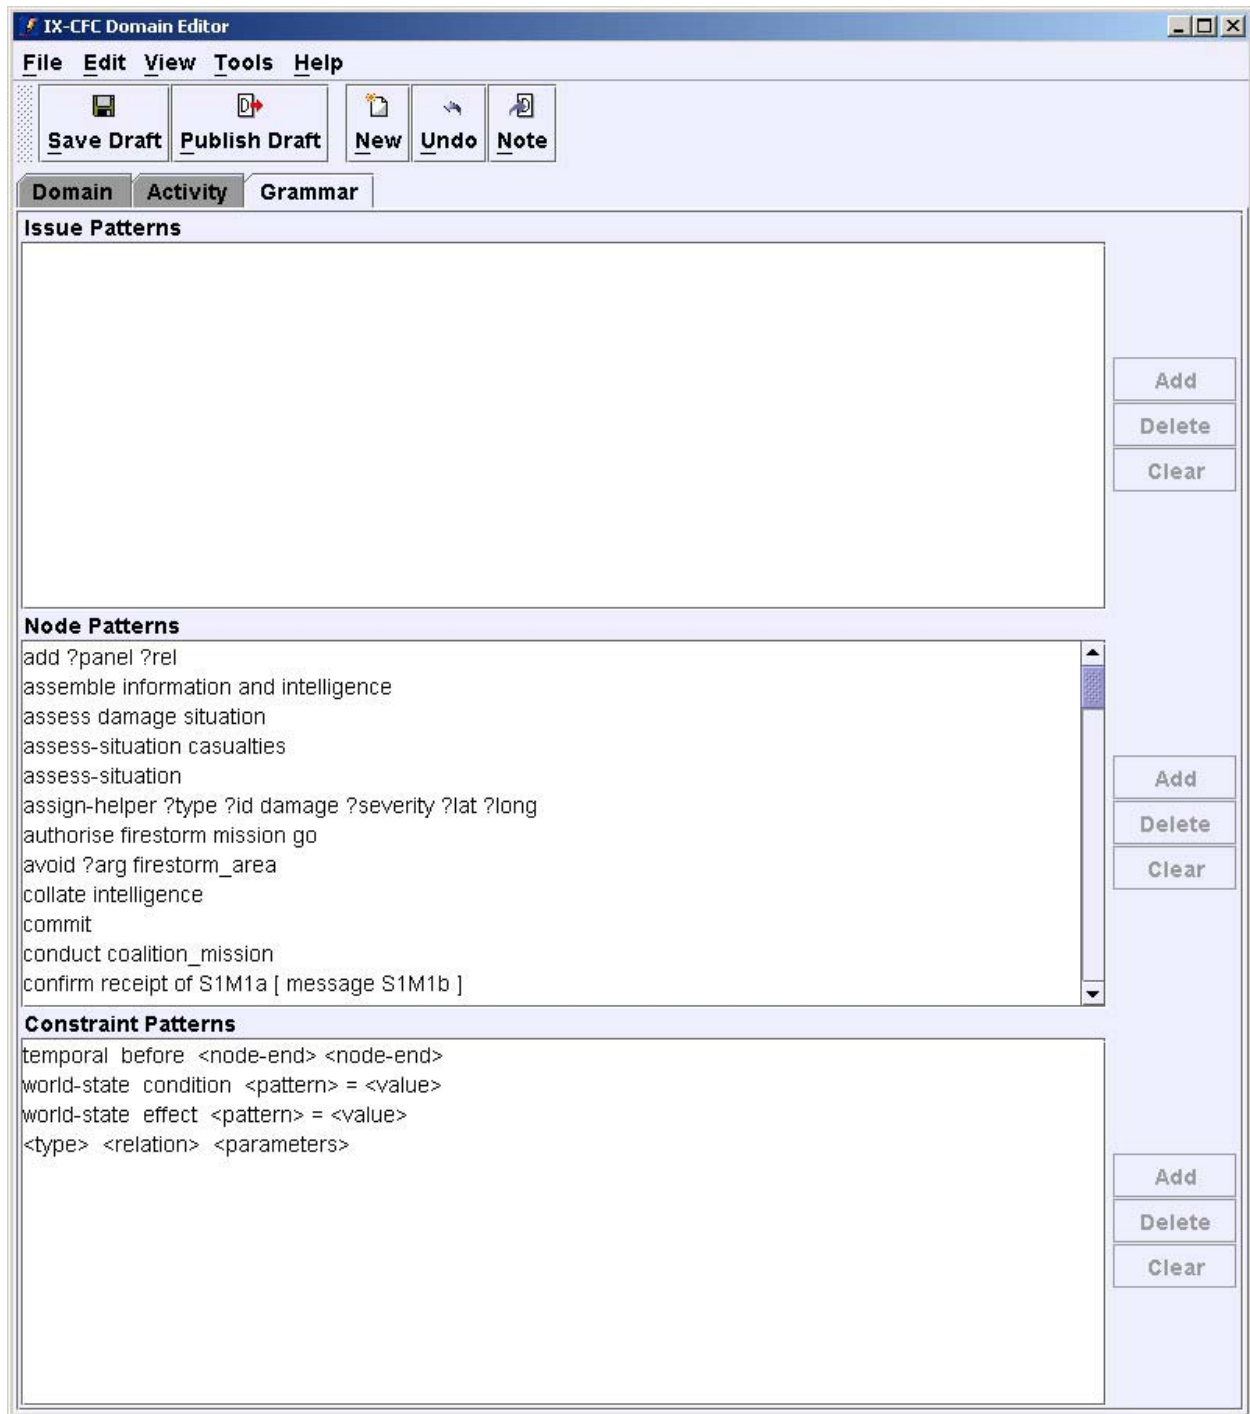 IX-CFC Domain Editor
File Edit View Tools Help
Save Draft Publish Draft New Undo Note
Domain Activity Grammar
Issue Patterns
Add
Delete
Clear
Node Patterns
add ?panel ?rel
assemble information and intelligence
assess damage situation
assess-situation casualties
assess-situation
assign-helper ?type ?id damage ?severity ?lat ?long
authorise firestorm mission go
avoid ?arg firestorm_area
collate intelligence
commit
conduct coalition_mission
confirm receipt of S1M1a [ message S1M1b ]
Add
Delete
Clear
Constraint Patterns
temporal before <node-end> <node-end>
world-state condition <pattern> = <value>
world-state effect <pattern> = <value>
<type> <relation> <parameters>
Add
Delete
Clear